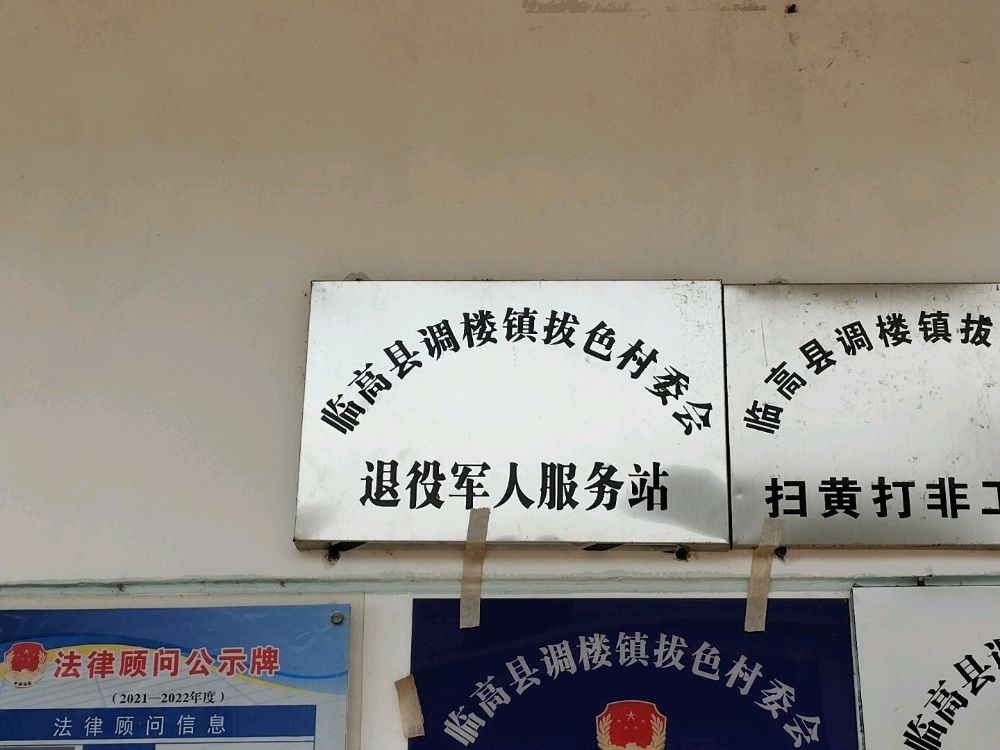 临高县调楼镇拔色村委会
退役军人服务站
临高县调楼镇拔
扫黄打非工
法律顾问公示牌
(2021—2022年度)
法律顾问信息
临高县调楼镇拔色村委会
临高县